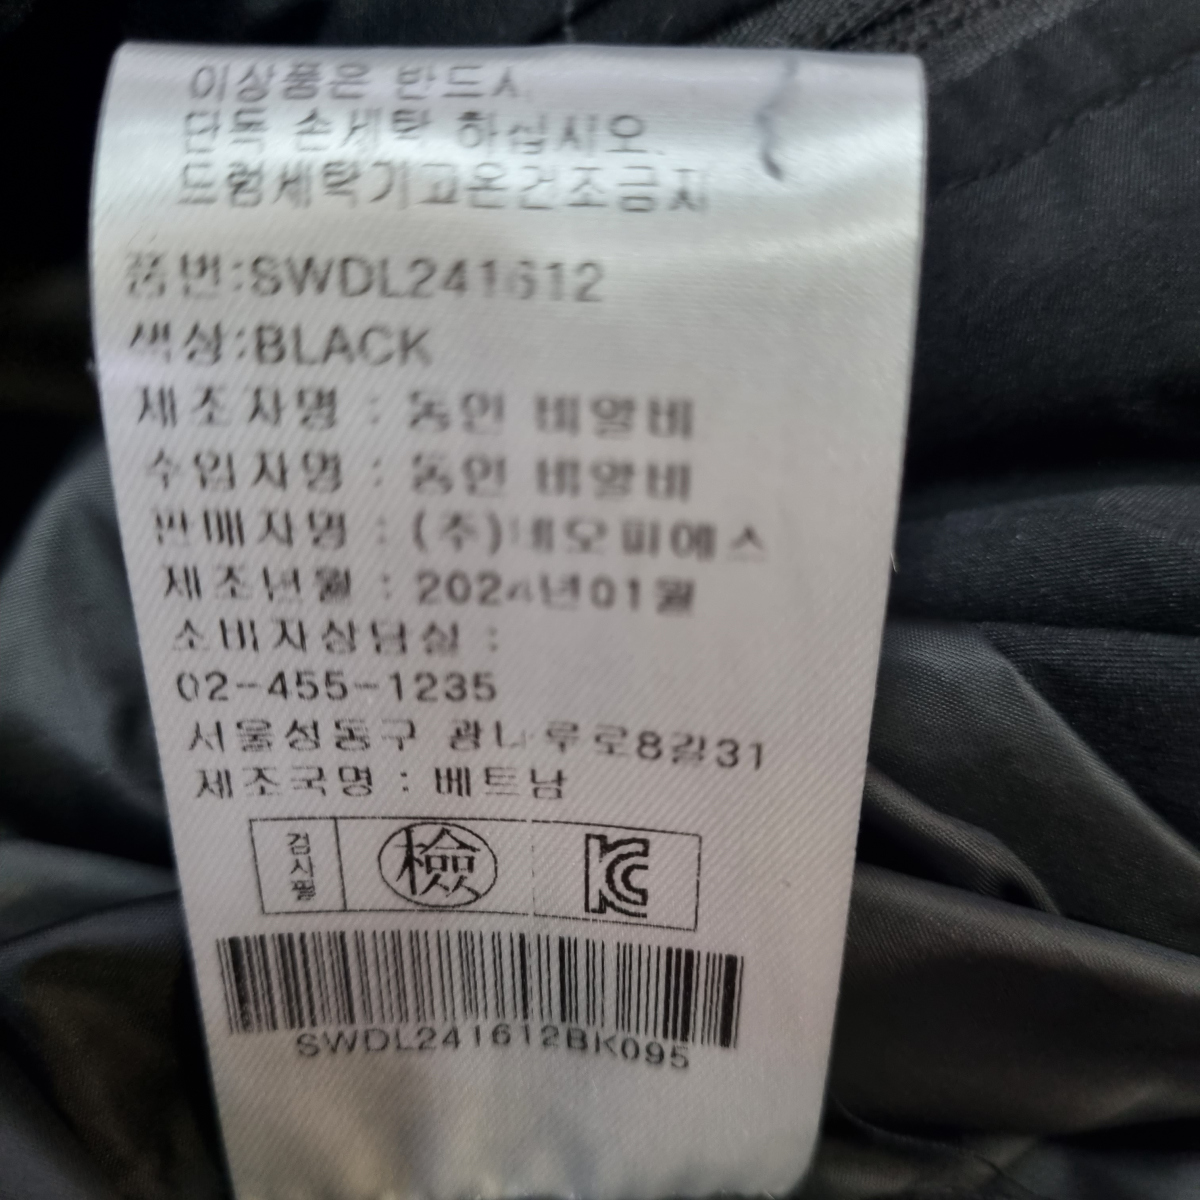 이상품은 반드시
단독 손세탁 하십시오.
드럼세탁기고온건조금지
품번:SWDL241612
색상:BLACK
제조자명 : 동인 비알비
수입자명 : 동인 비알비
판매자명 : (주)네오피에스
제조년월 : 2024년01월
소비자상담실 :
02-455-1235
서울성동구 광나루로8길31
제조국명 : 베트남
검사필 檢 KC
SWDL241612BK095